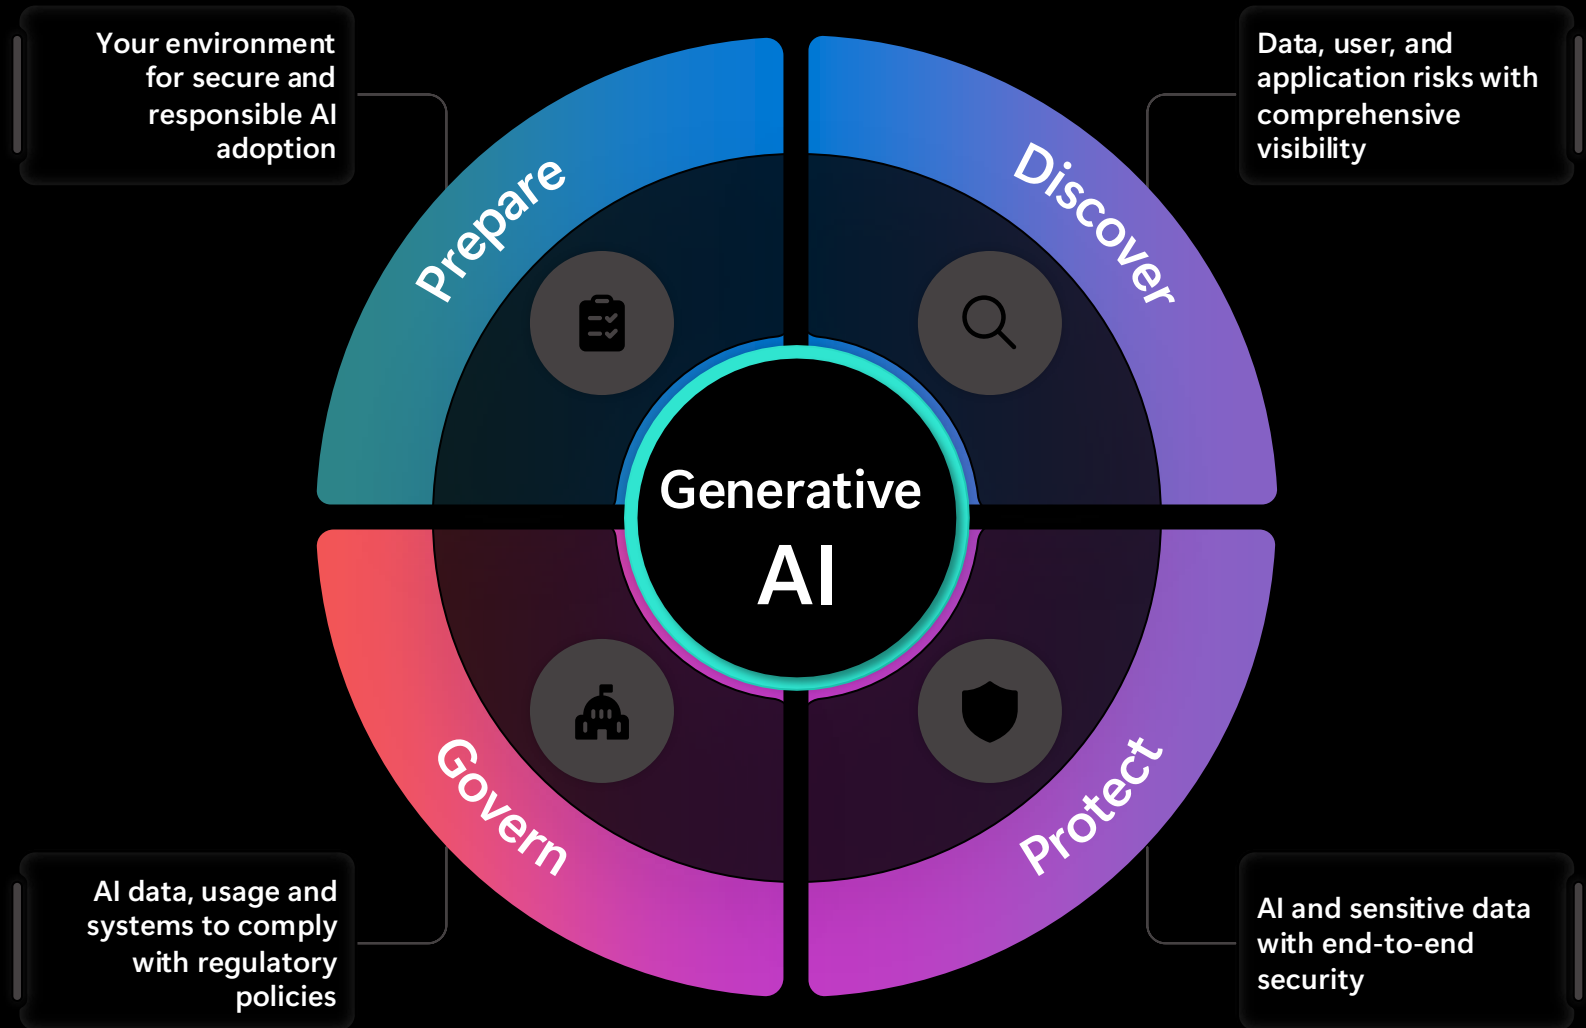 Your environment
for secure and
responsible AI
adoption
Data, user, and
application risks with
comprehensive
visibility
Prepare
Discover
Generative
AI
Govern
Protect
AI data, usage and
systems to comply
with regulatory
policies
AI and sensitive data
with end-to-end
security